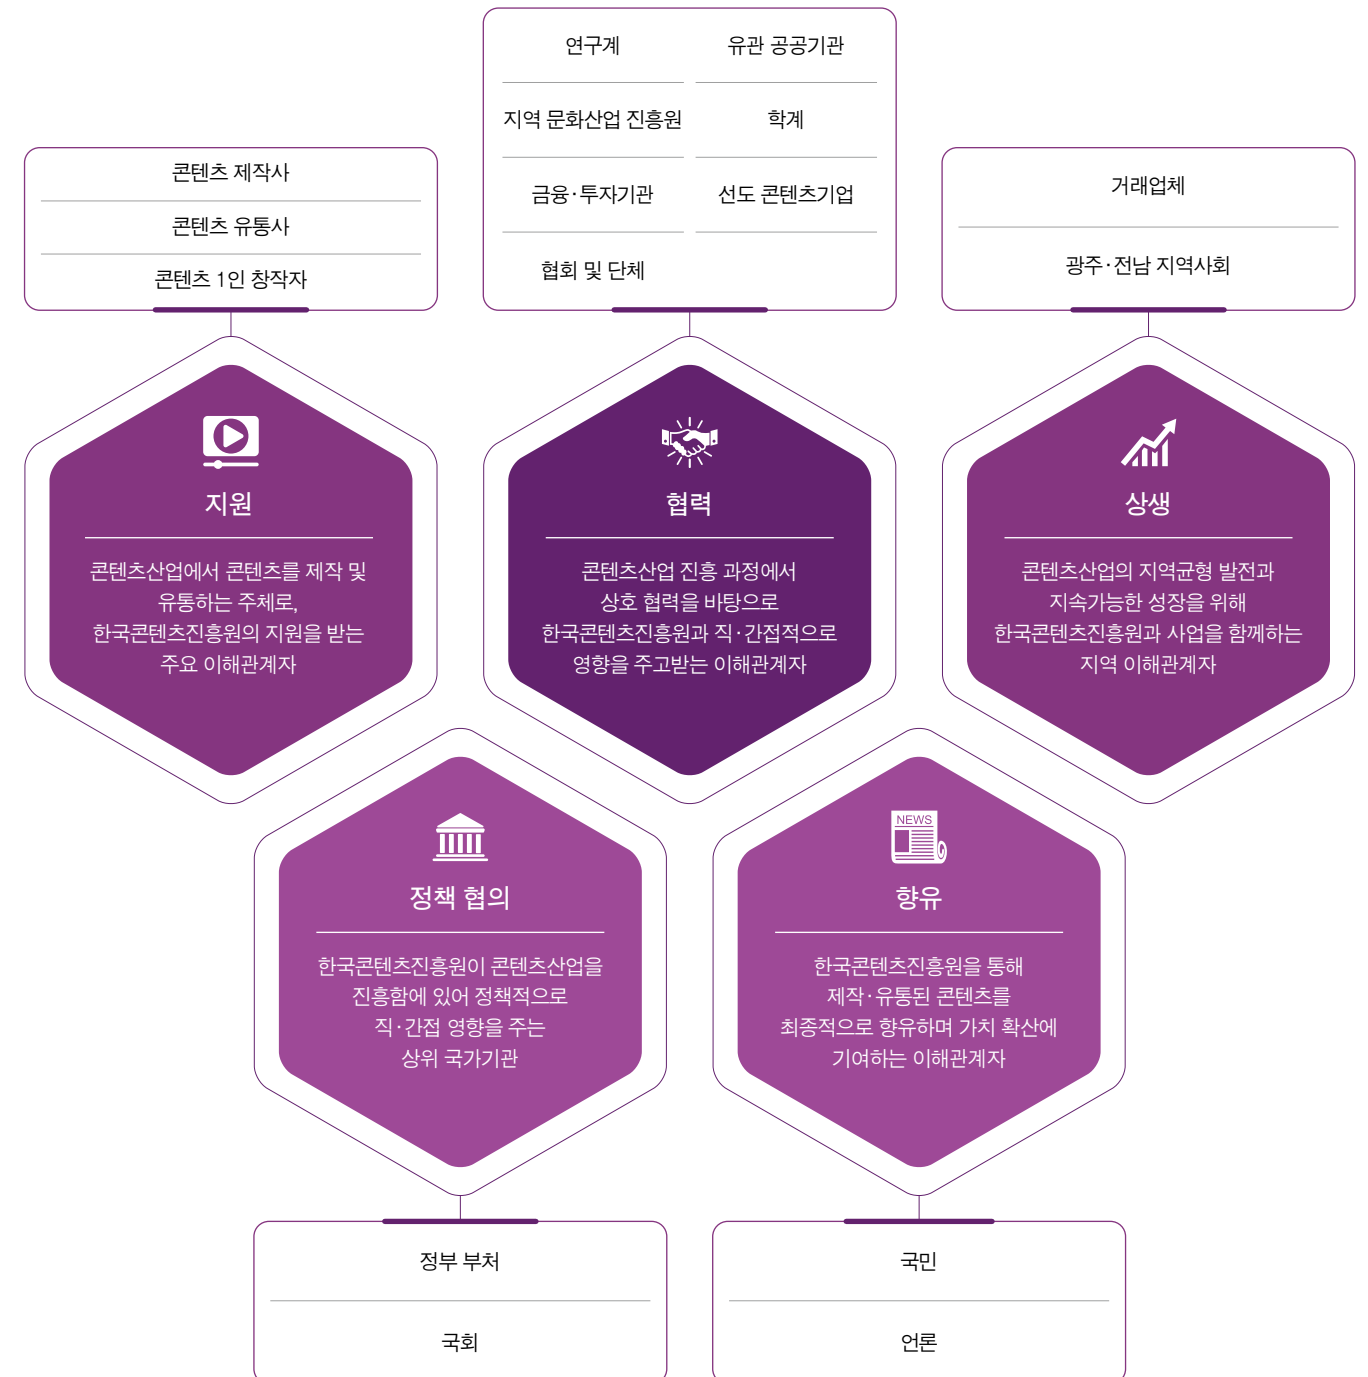 콘텐츠 제작사
콘텐츠 유통사
콘텐츠 1인 창작자
지원
콘텐츠산업에서 콘텐츠를 제작 및
유통하는 주체로,
한국콘텐츠진흥원의 지원을 받는
주요 이해관계자
연구계
유관 공공기관
지역 문화산업 진흥원
학계
금융·투자기관
선도 콘텐츠기업
협회 및 단체
협력
콘텐츠산업 진흥 과정에서
상호 협력을 바탕으로
한국콘텐츠진흥원과 직·간접적으로
영향을 주고받는 이해관계자
거래업체
광주·전남 지역사회
상생
콘텐츠산업의 지역균형 발전과
지속가능한 성장을 위해
한국콘텐츠진흥원과 사업을 함께하는
지역 이해관계자
정책 협의
한국콘텐츠진흥원이 콘텐츠산업을
진흥함에 있어 정책적으로
직·간접 영향을 주는
상위 국가기관
정부 부처
국회
NEWS
향유
한국콘텐츠진흥원을 통해
제작·유통된 콘텐츠를
최종적으로 향유하며 가치 확산에
기여하는 이해관계자
국민
언론